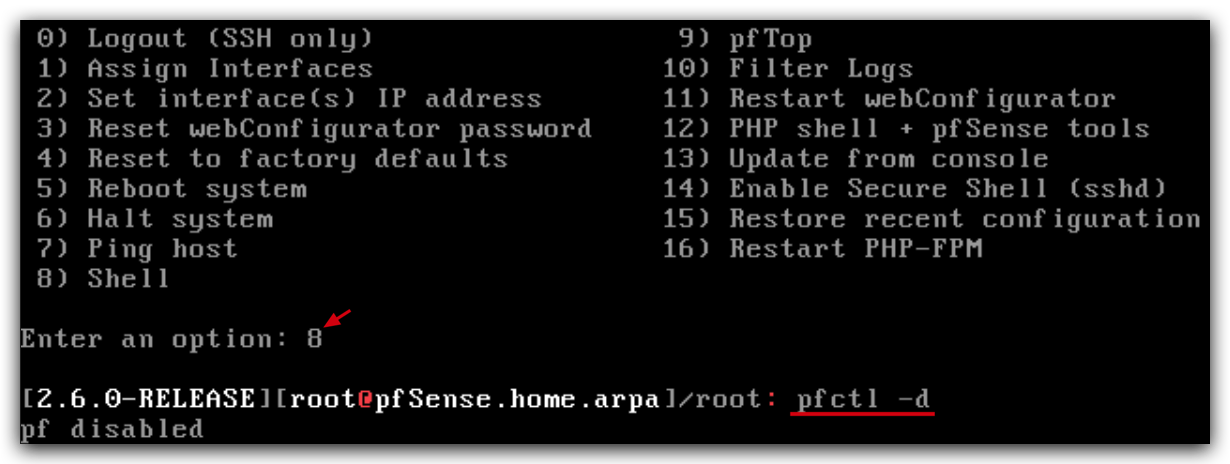 0) Logout (SSH only)                  9) pfTop
1) Assign Interfaces                 10) Filter Logs
2) Set interface(s) IP address       11) Restart webConfigurator
3) Reset webConfigurator password    12) PHP shell + pfSense tools
4) Reset to factory defaults         13) Update from console
5) Reboot system                     14) Enable Secure Shell (sshd)
6) Halt system                       15) Restore recent configuration
7) Ping host                         16) Restart PHP-FPM
8) Shell
Enter an option: 8
[2.6.0-RELEASE][root@pfSense.home.arpa]/root: pfctl -d
pf disabled